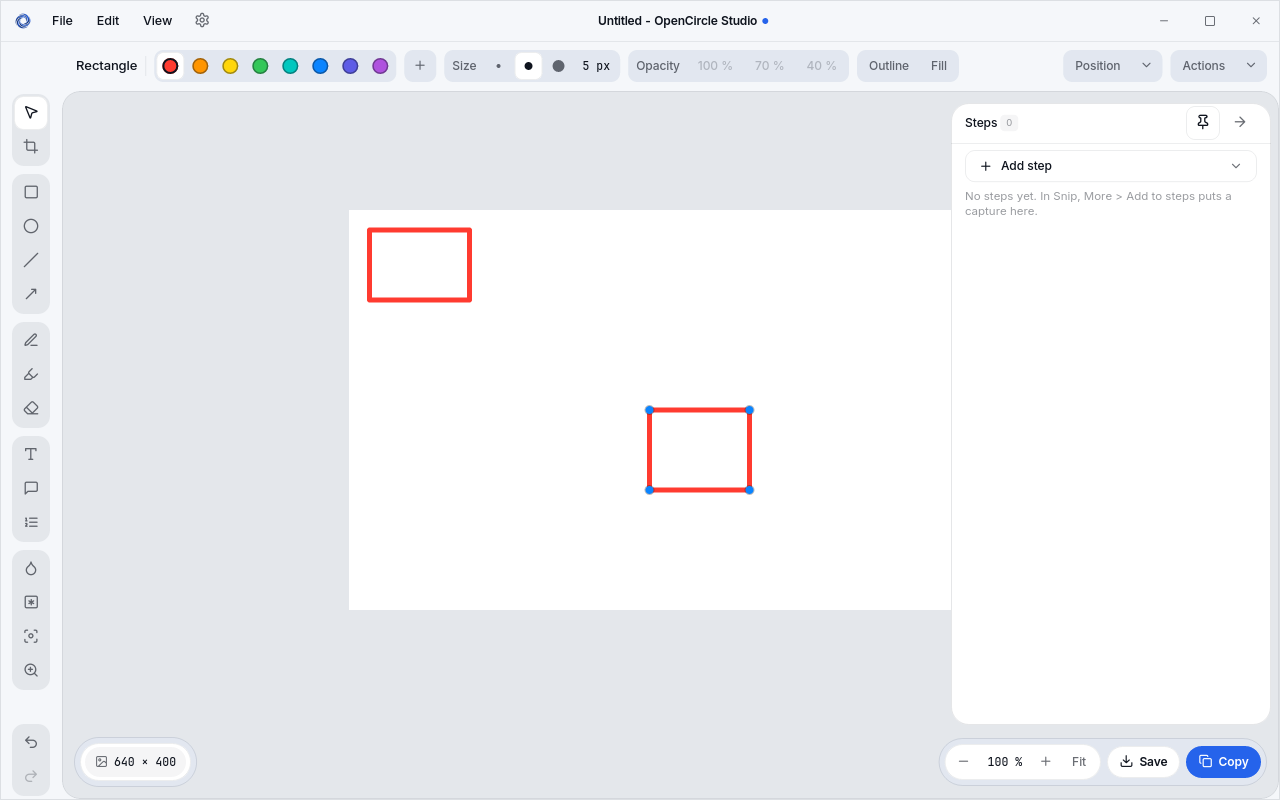 File Edit View Untitled - OpenCircle Studio
Rectangle Size 5 px Opacity 100 % 70 % 40 % Outline Fill Position Actions
Steps 0
Add step
No steps yet. In Snip, More > Add to steps puts a
capture here.
640 × 400 100 % Fit Save Copy